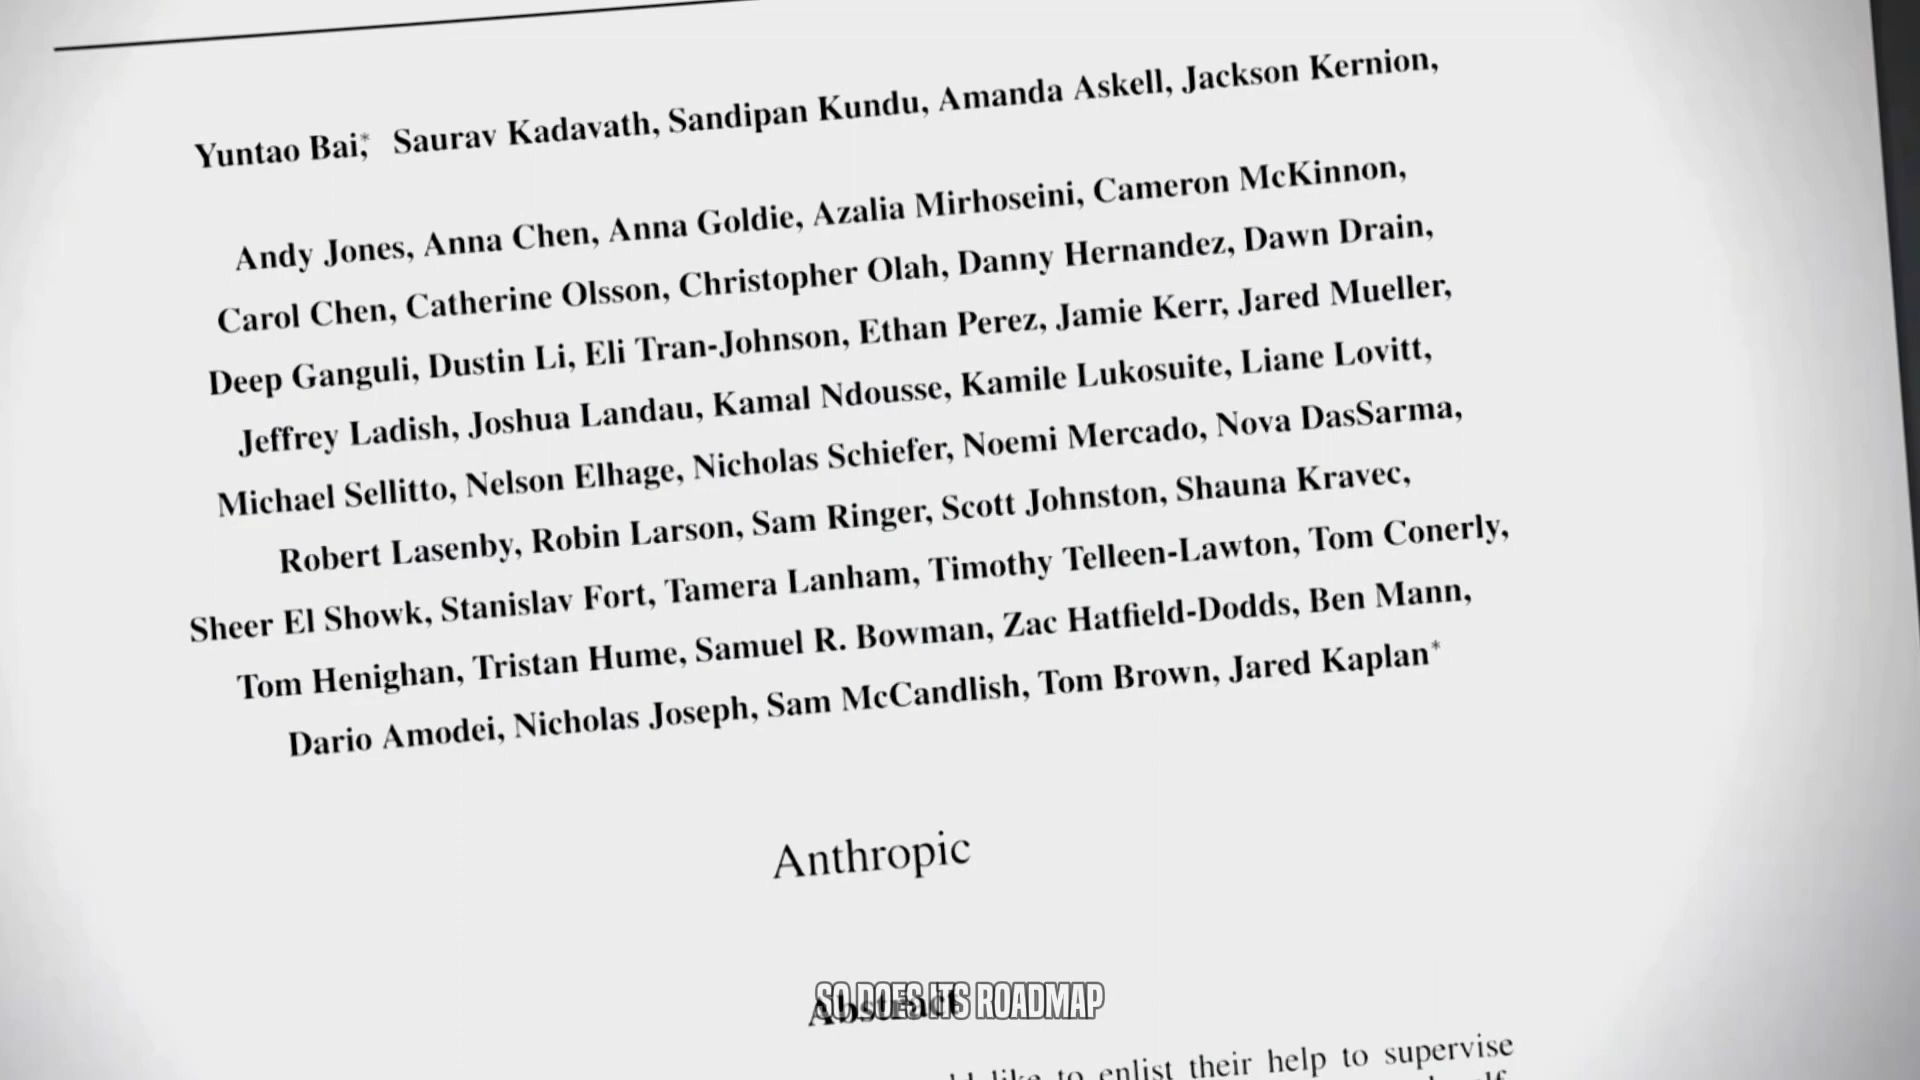 Yuntao Bai,* Saurav Kadavath, Sandipan Kundu, Amanda Askell, Jackson Kernion,
Andy Jones, Anna Chen, Anna Goldie, Azalia Mirhoseini, Cameron McKinnon,
Carol Chen, Catherine Olsson, Christopher Olah, Danny Hernandez, Dawn Drain,
Deep Ganguli, Dustin Li, Eli Tran-Johnson, Ethan Perez, Jamie Kerr, Jared Mueller,
Jeffrey Ladish, Joshua Landau, Kamal Ndousse, Kamile Lukosuite, Liane Lovitt,
Michael Sellitto, Nelson Elhage, Nicholas Schiefer, Noemi Mercado, Nova DasSarma,
Robert Lasenby, Robin Larson, Sam Ringer, Scott Johnston, Shauna Kravec,
Sheer El Showk, Stanislav Fort, Tamera Lanham, Timothy Telleen-Lawton, Tom Conerly,
Tom Henighan, Tristan Hume, Samuel R. Bowman, Zac Hatfield-Dodds, Ben Mann,
Dario Amodei, Nicholas Joseph, Sam McCandlish, Tom Brown, Jared Kaplan*
Anthropic
Abstract
SO DOES ITS ROADMAP
like to enlist their help to supervise